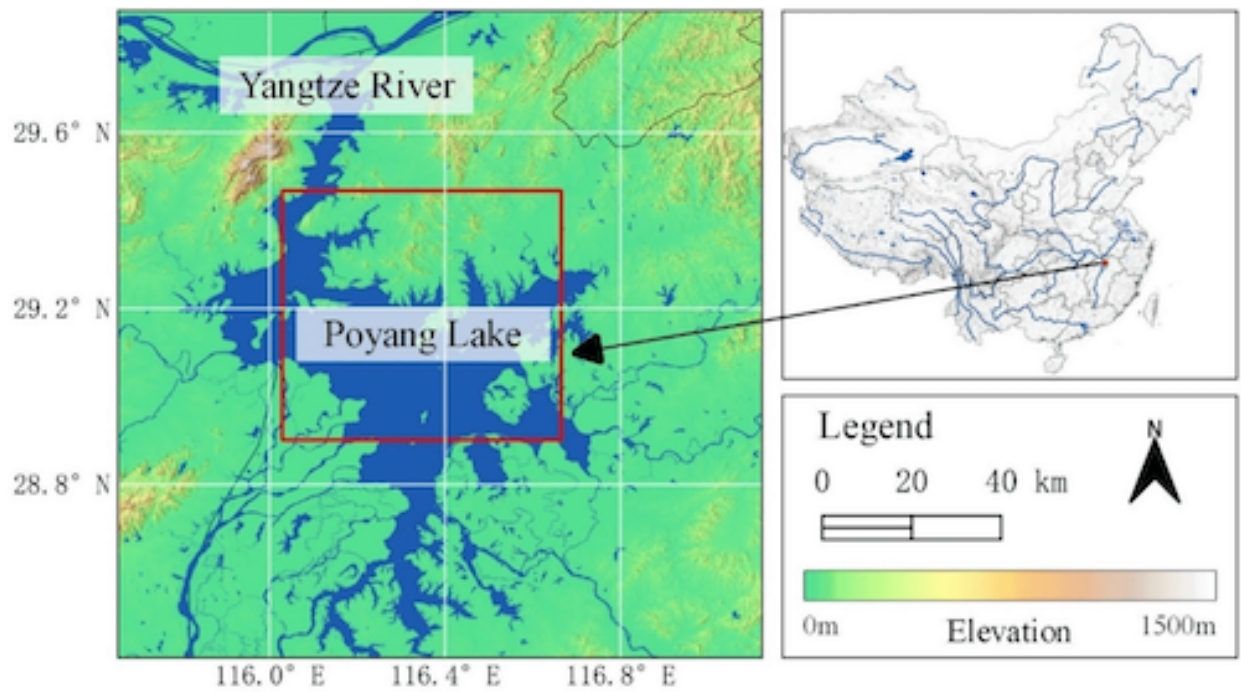 Yangtze River
29.6° N
29.2° N
Poyang Lake
28.8° N
116.0° E 116.4° E 116.8° E
Legend
N
0 20 40 km
0m Elevation 1500m